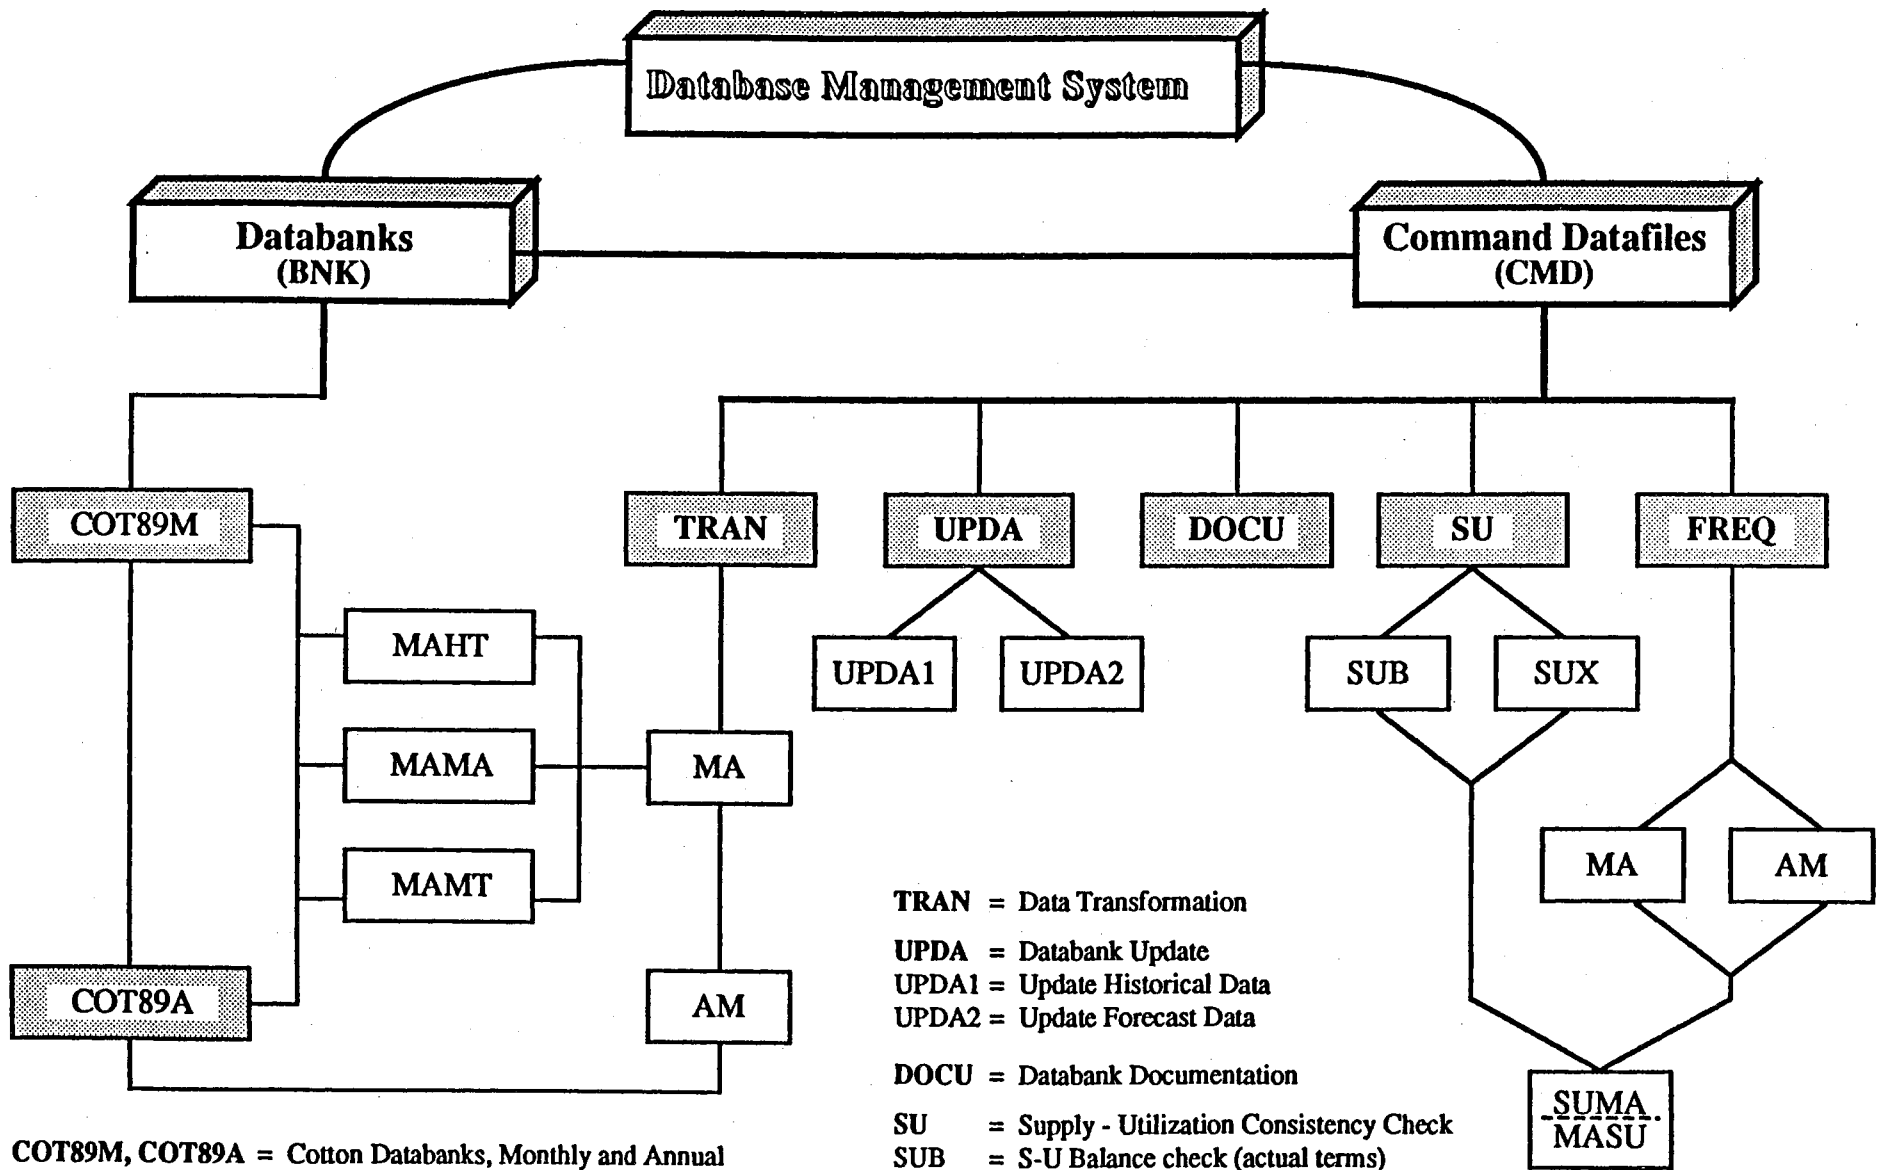 Database Management System
Databanks
(BNK)
Command Datafiles
(CMD)
COT89M
TRAN
UPDA
DOCU
SU
FREQ
MAHT
UPDA1
UPDA2
SUB
SUX
MAMA
MA
MAMT
MA
AM
COT89A
AM
TRAN = Data Transformation
UPDA = Databank Update
UPDA1 = Update Historical Data
UPDA2 = Update Forecast Data
DOCU = Databank Documentation
SU = Supply - Utilization Consistency Check
SUB = S-U Balance check (actual terms)
SUMA
MASU
COT89M, COT89A = Cotton Databanks, Monthly and Annual